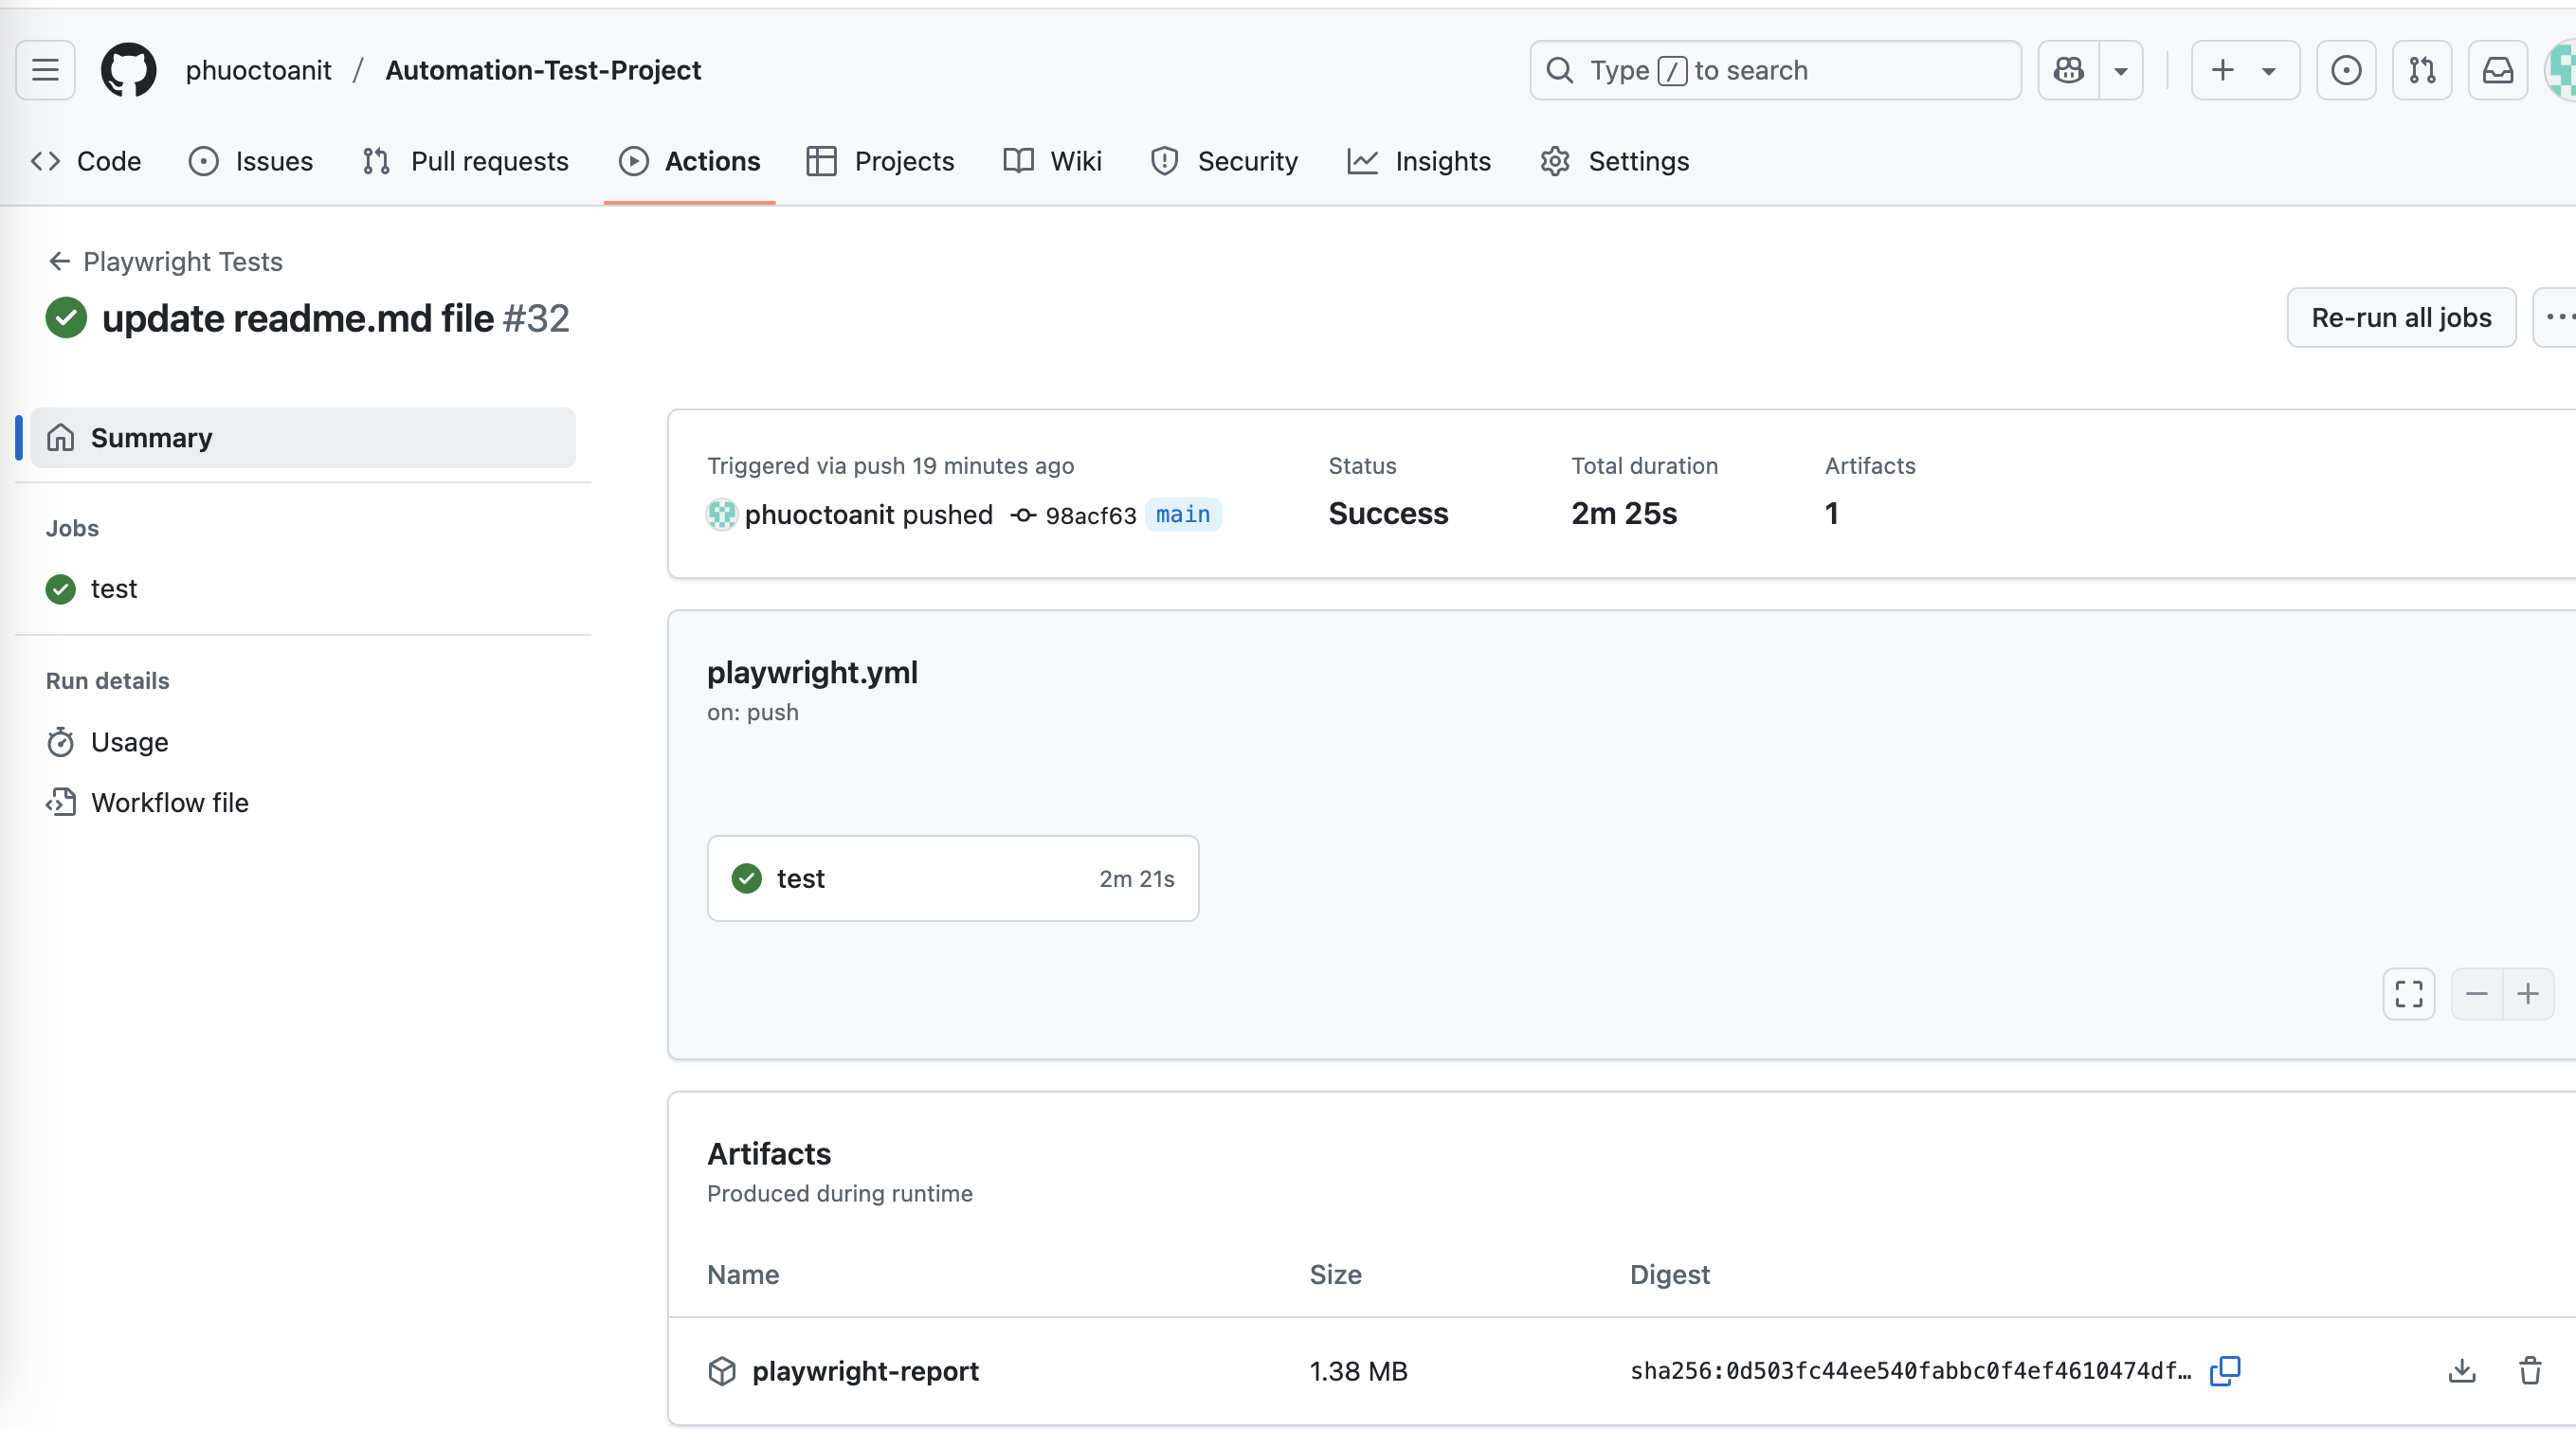 phuoctoanit / Automation-Test-Project
Type / to search
Code
Issues
Pull requests
Actions
Projects
Wiki
Security
Insights
Settings
← Playwright Tests
update readme.md file #32
Re-run all jobs
Summary
Jobs
test
Run details
Usage
Workflow file
Triggered via push 19 minutes ago
phuoctoanit pushed 98acf63 main
Status
Success
Total duration
2m 25s
Artifacts
1
playwright.yml
on: push
test 2m 21s
Artifacts
Produced during runtime
Name Size Digest
playwright-report 1.38 MB sha256:0d503fc44ee540fabbc0f4ef4610474df…